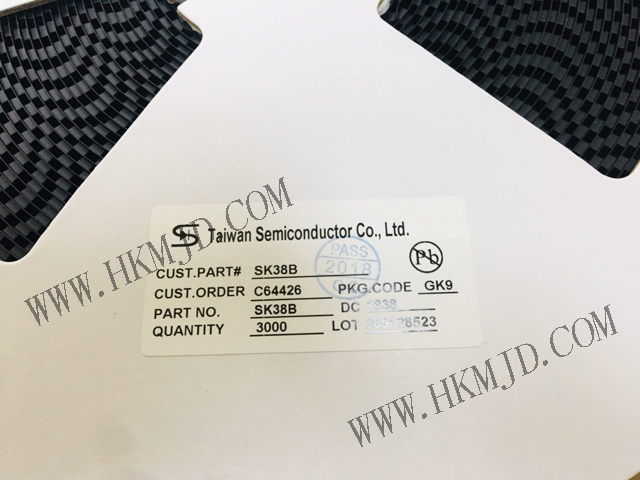 Taiwan Semiconductor Co., Ltd.
PASS
2018
Pb
CUST.PART# SK38B
CUST.ORDER C64426 PKG.CODE GK9
PART NO. SK38B DC 1838
QUANTITY 3000 LOT
WWW.HKMJD.COM
WWW.HKMJD.COM
WWW.HKMJD.COM